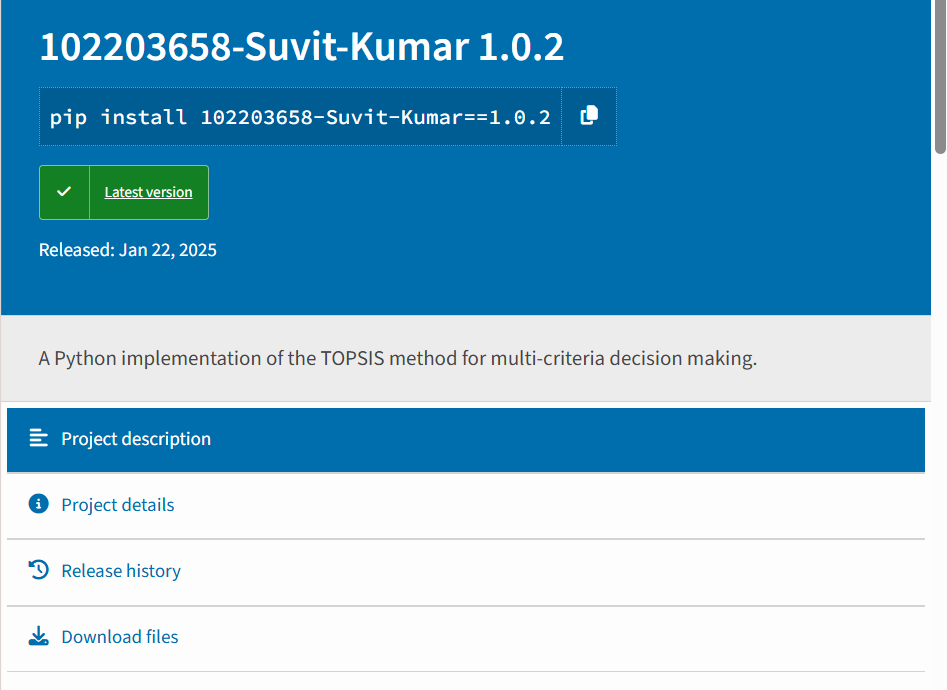 102203658-Suvit-Kumar 1.0.2
pip install 102203658-Suvit-Kumar==1.0.2
Latest version
Released: Jan 22, 2025
A Python implementation of the TOPSIS method for multi-criteria decision making.
Project description
Project details
Release history
Download files